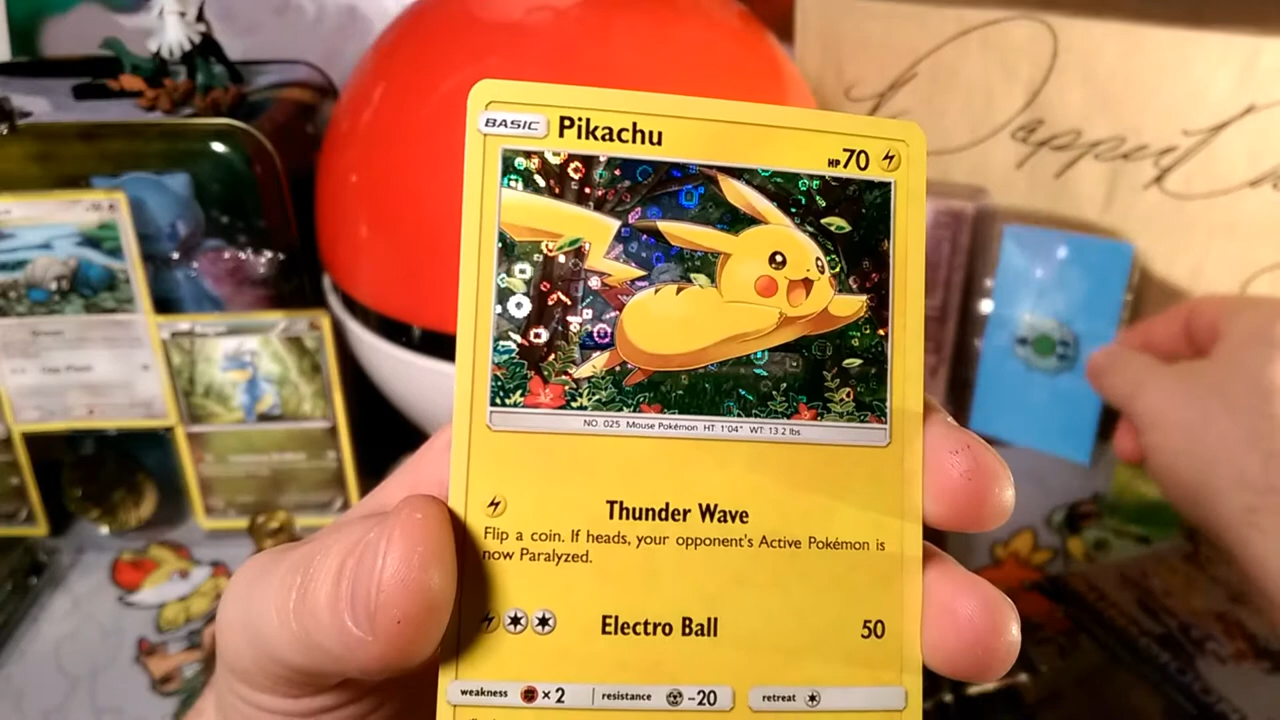 BASIC Pikachu HP70
NO. 025 Mouse Pokémon HT: 1'04" WT: 13.2 lbs.
Thunder Wave
Flip a coin. If heads, your opponent's Active Pokémon is
now Paralyzed.
Electro Ball 50
weakness ×2 resistance -20 retreat
Dapper